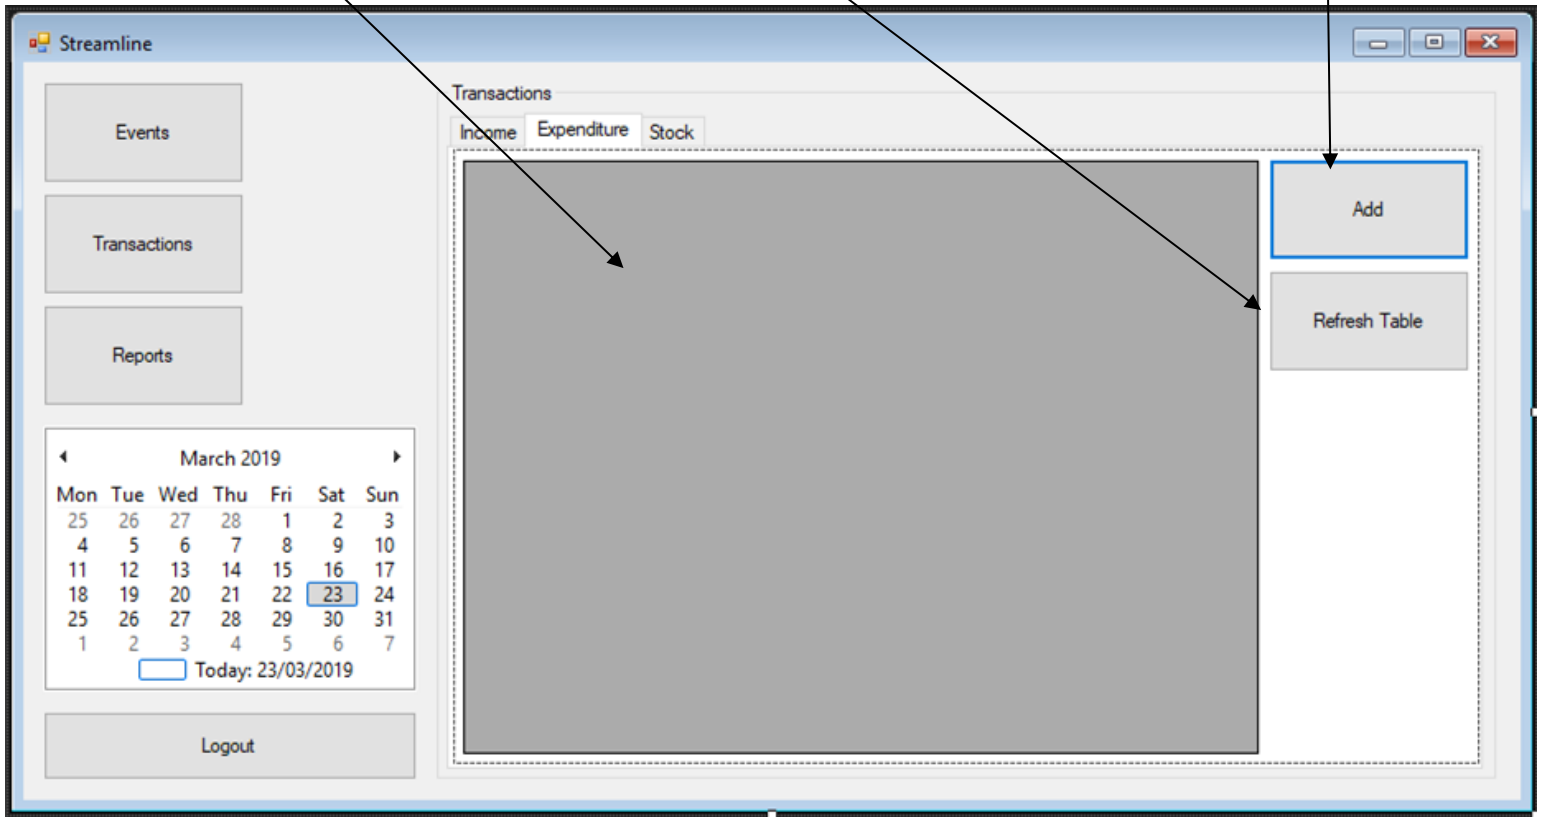 Streamline
Events
Transactions
Reports
March 2019
Mon Tue Wed Thu Fri Sat Sun
25 26 27 28 1 2 3
4 5 6 7 8 9 10
11 12 13 14 15 16 17
18 19 20 21 22 23 24
25 26 27 28 29 30 31
1 2 3 4 5 6 7
Today: 23/03/2019
Logout
Transactions
Income Expenditure Stock
Add
Refresh Table